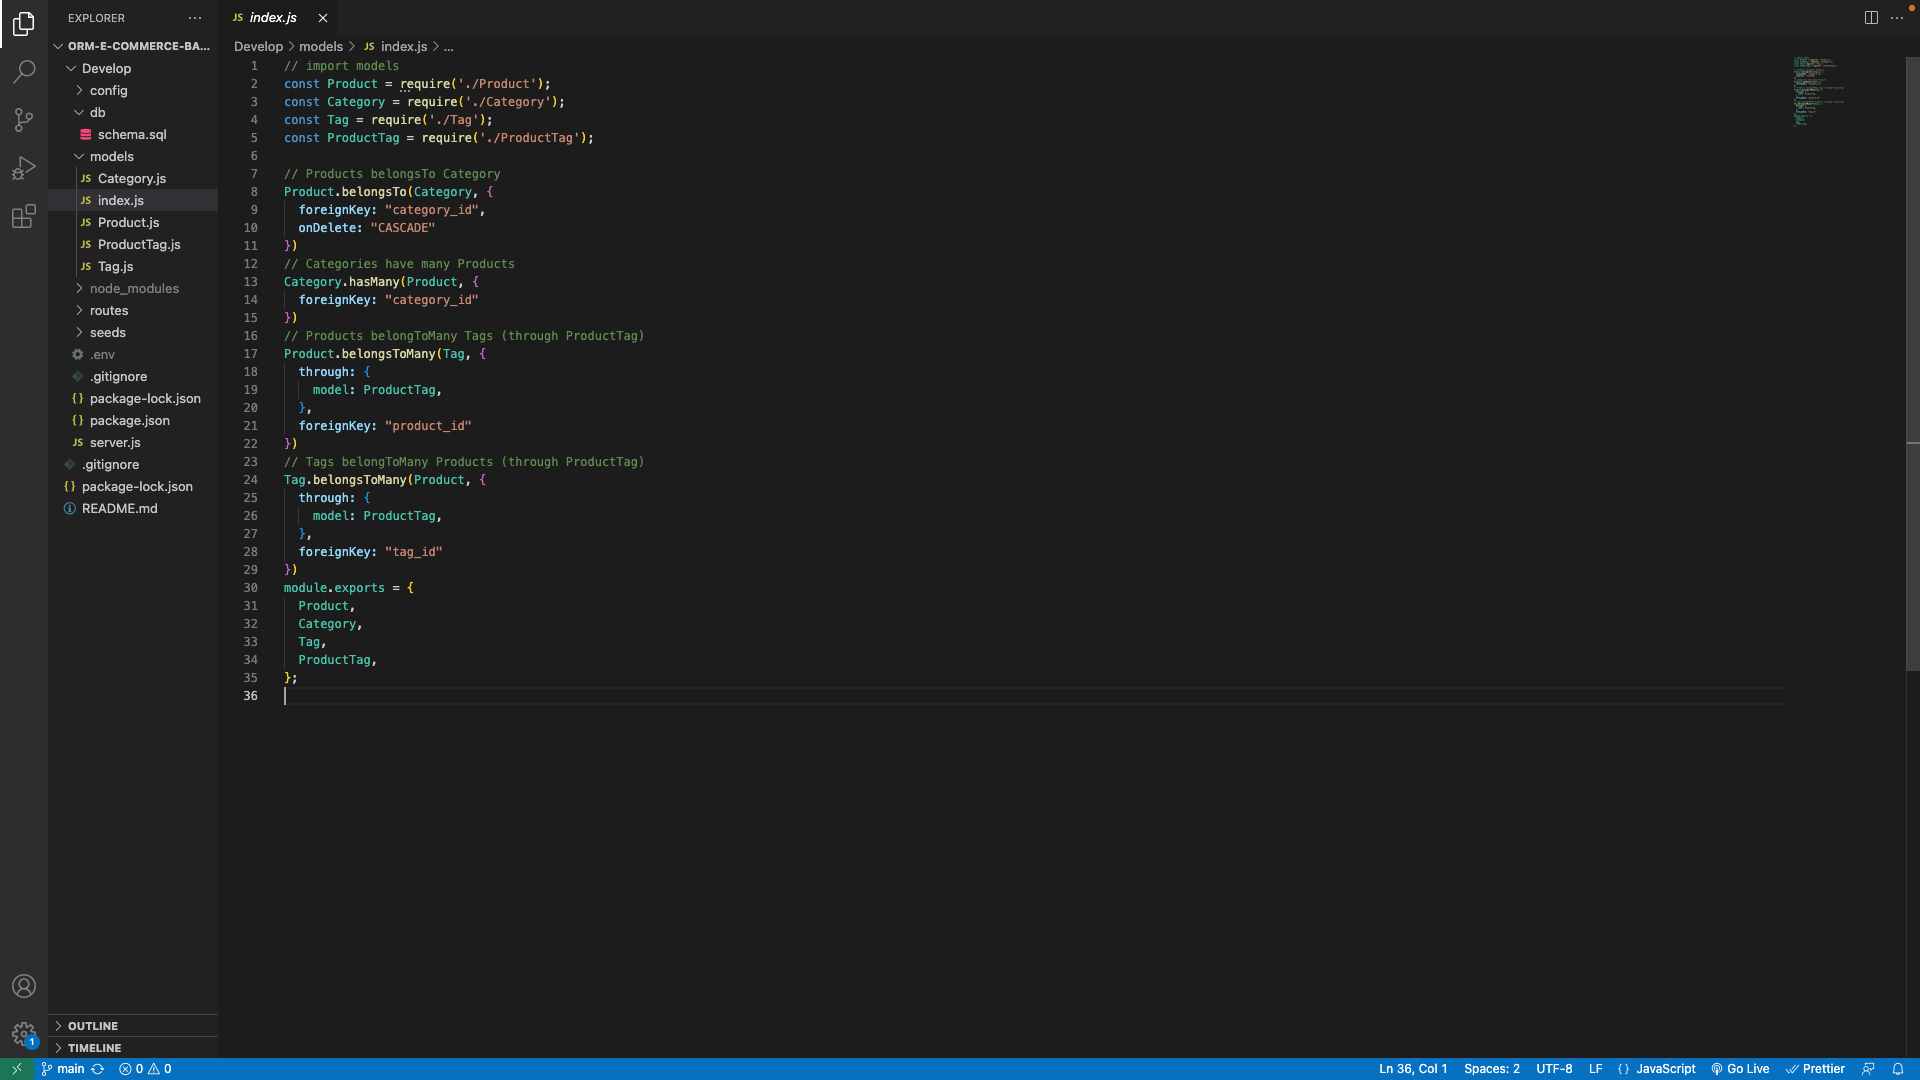 EXPLORER
ORM-E-COMMERCE-BA...
Develop
config
db
schema.sql
models
JS Category.js
JS index.js
JS Product.js
JS ProductTag.js
JS Tag.js
node_modules
routes
seeds
.env
.gitignore
{} package-lock.json
{} package.json
JS server.js
.gitignore
{} package-lock.json
README.md
OUTLINE
TIMELINE
JS index.js
Develop > models > JS index.js > ...
1 // import models
2 const Product = require('./Product');
3 const Category = require('./Category');
4 const Tag = require('./Tag');
5 const ProductTag = require('./ProductTag');
6
7 // Products belongsTo Category
8 Product.belongsTo(Category, {
9 foreignKey: "category_id",
10 onDelete: "CASCADE"
11 })
12 // Categories have many Products
13 Category.hasMany(Product, {
14 foreignKey: "category_id"
15 })
16 // Products belongToMany Tags (through ProductTag)
17 Product.belongsToMany(Tag, {
18 through: {
19 model: ProductTag,
20 },
21 foreignKey: "product_id"
22 })
23 // Tags belongToMany Products (through ProductTag)
24 Tag.belongsToMany(Product, {
25 through: {
26 model: ProductTag,
27 },
28 foreignKey: "tag_id"
29 })
30 module.exports = {
31 Product,
32 Category,
33 Tag,
34 ProductTag,
35 };
36
1
main 0 0 Ln 36, Col 1 Spaces: 2 UTF-8 LF {} JavaScript Go Live Prettier